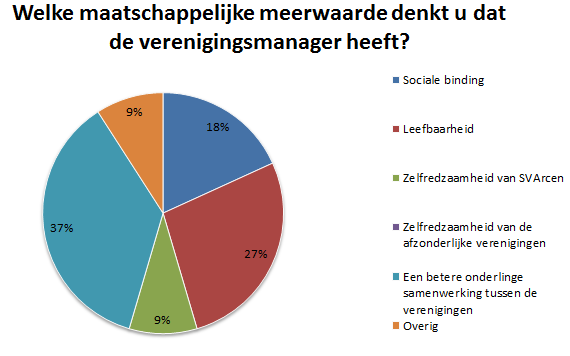 Welke maatschappelijke meerwaarde denkt u dat
de verenigingsmanager heeft?
Sociale binding
Leefbaarheid
Zelfredzaamheid van SVArcen
Zelfredzaamheid van de
afzonderlijke verenigingen
Een betere onderlinge
samenwerking tussen de
verenigingen
Overig
9%
18%
37%
27%
9%